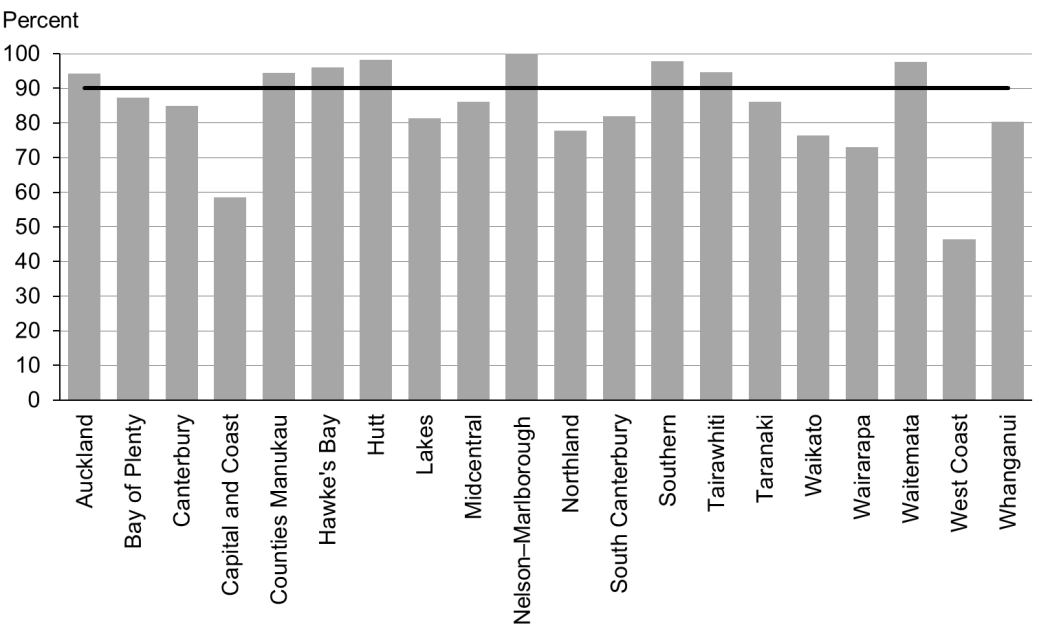 Percent
100
90
80
70
60
50
40
30
20
10
0
Auckland
Bay of Plenty
Canterbury
Capital and Coast
Counties Manukau
Hawke's Bay
Hutt
Lakes
Midcentral
Nelson–Marlborough
Northland
South Canterbury
Southern
Tairawhiti
Taranaki
Waikato
Wairarapa
Waitemata
West Coast
Whanganui